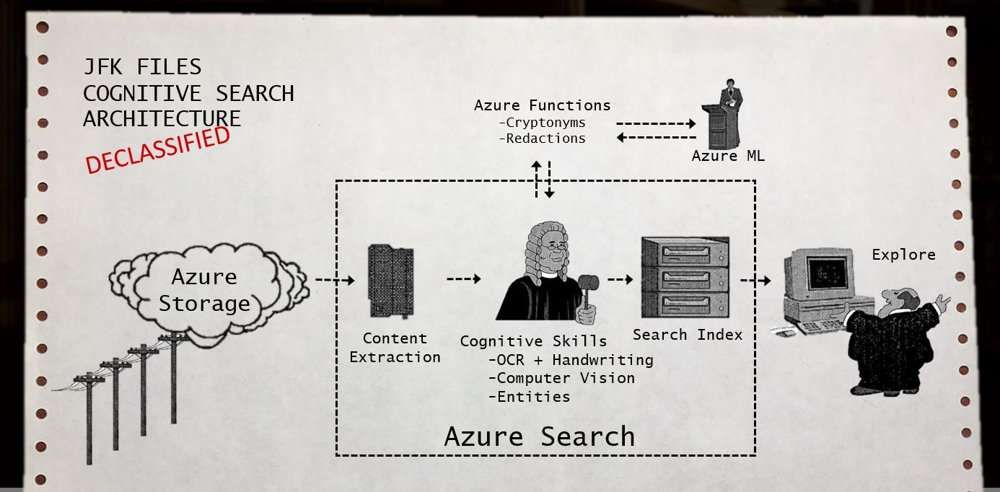 JFK FILES
COGNITIVE SEARCH
ARCHITECTURE
DECLASSIFIED
Azure Functions
-Cryptonyms
-Redactions
Azure ML
Azure
Storage
Content
Extraction
Cognitive Skills
-OCR + Handwriting
-Computer Vision
-Entities
Search Index
Explore
Azure Search